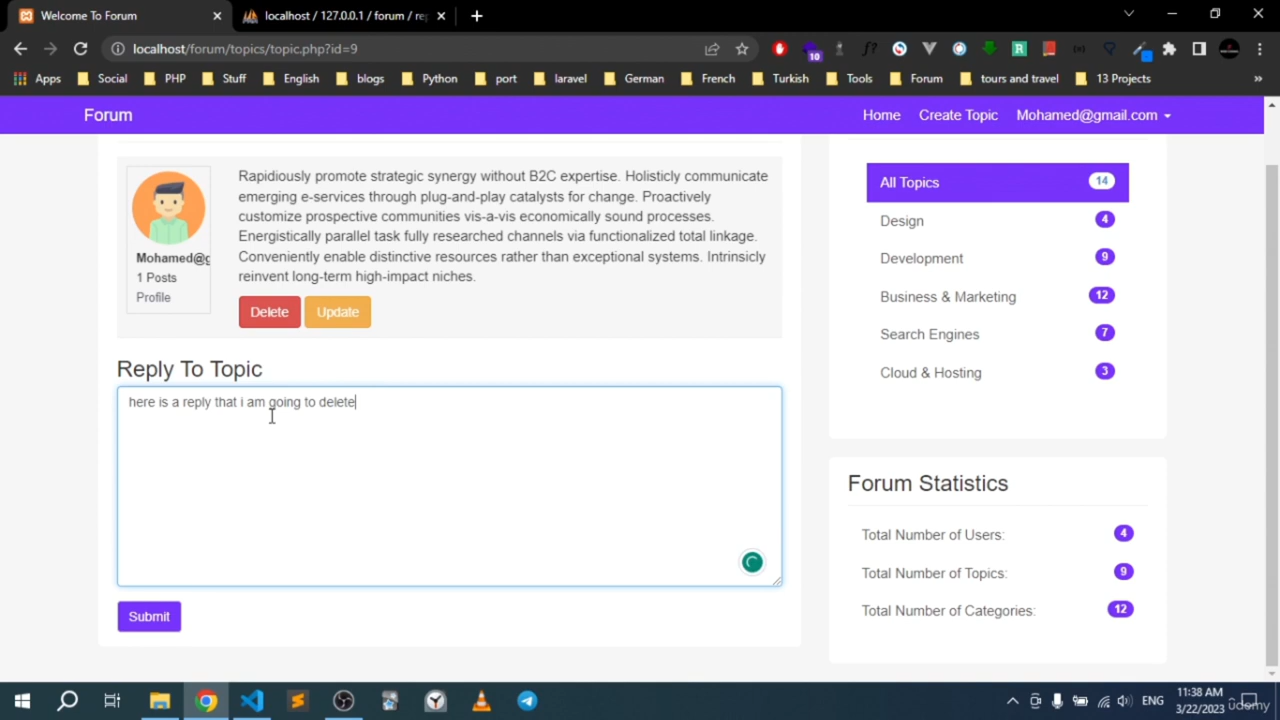 Welcome To Forum
localhost / 127.0.0.1 / forum / re
localhost/forum/topics/topic.php?id=9
10
Apps
Social
PHP
Stuff
English
blogs
Python
port
laravel
German
French
Turkish
Tools
Forum
tours and travel
13 Projects
Forum
Home
Create Topic
Mohamed@gmail.com
Mohamed@g
1 Posts
Profile
Rapidiously promote strategic synergy without B2C expertise. Holisticly communicate
emerging e-services through plug-and-play catalysts for change. Proactively
customize prospective communities vis-a-vis economically sound processes.
Energistically parallel task fully researched channels via functionalized total linkage.
Conveniently enable distinctive resources rather than exceptional systems. Intrinsicly
reinvent long-term high-impact niches.
Delete
Update
Reply To Topic
here is a reply that i am going to delete
Submit
All Topics 14
Design 4
Development 9
Business & Marketing 12
Search Engines 7
Cloud & Hosting 3
Forum Statistics
Total Number of Users: 4
Total Number of Topics: 9
Total Number of Categories: 12
ENG
11:38 AM
3/22/2023
udemy